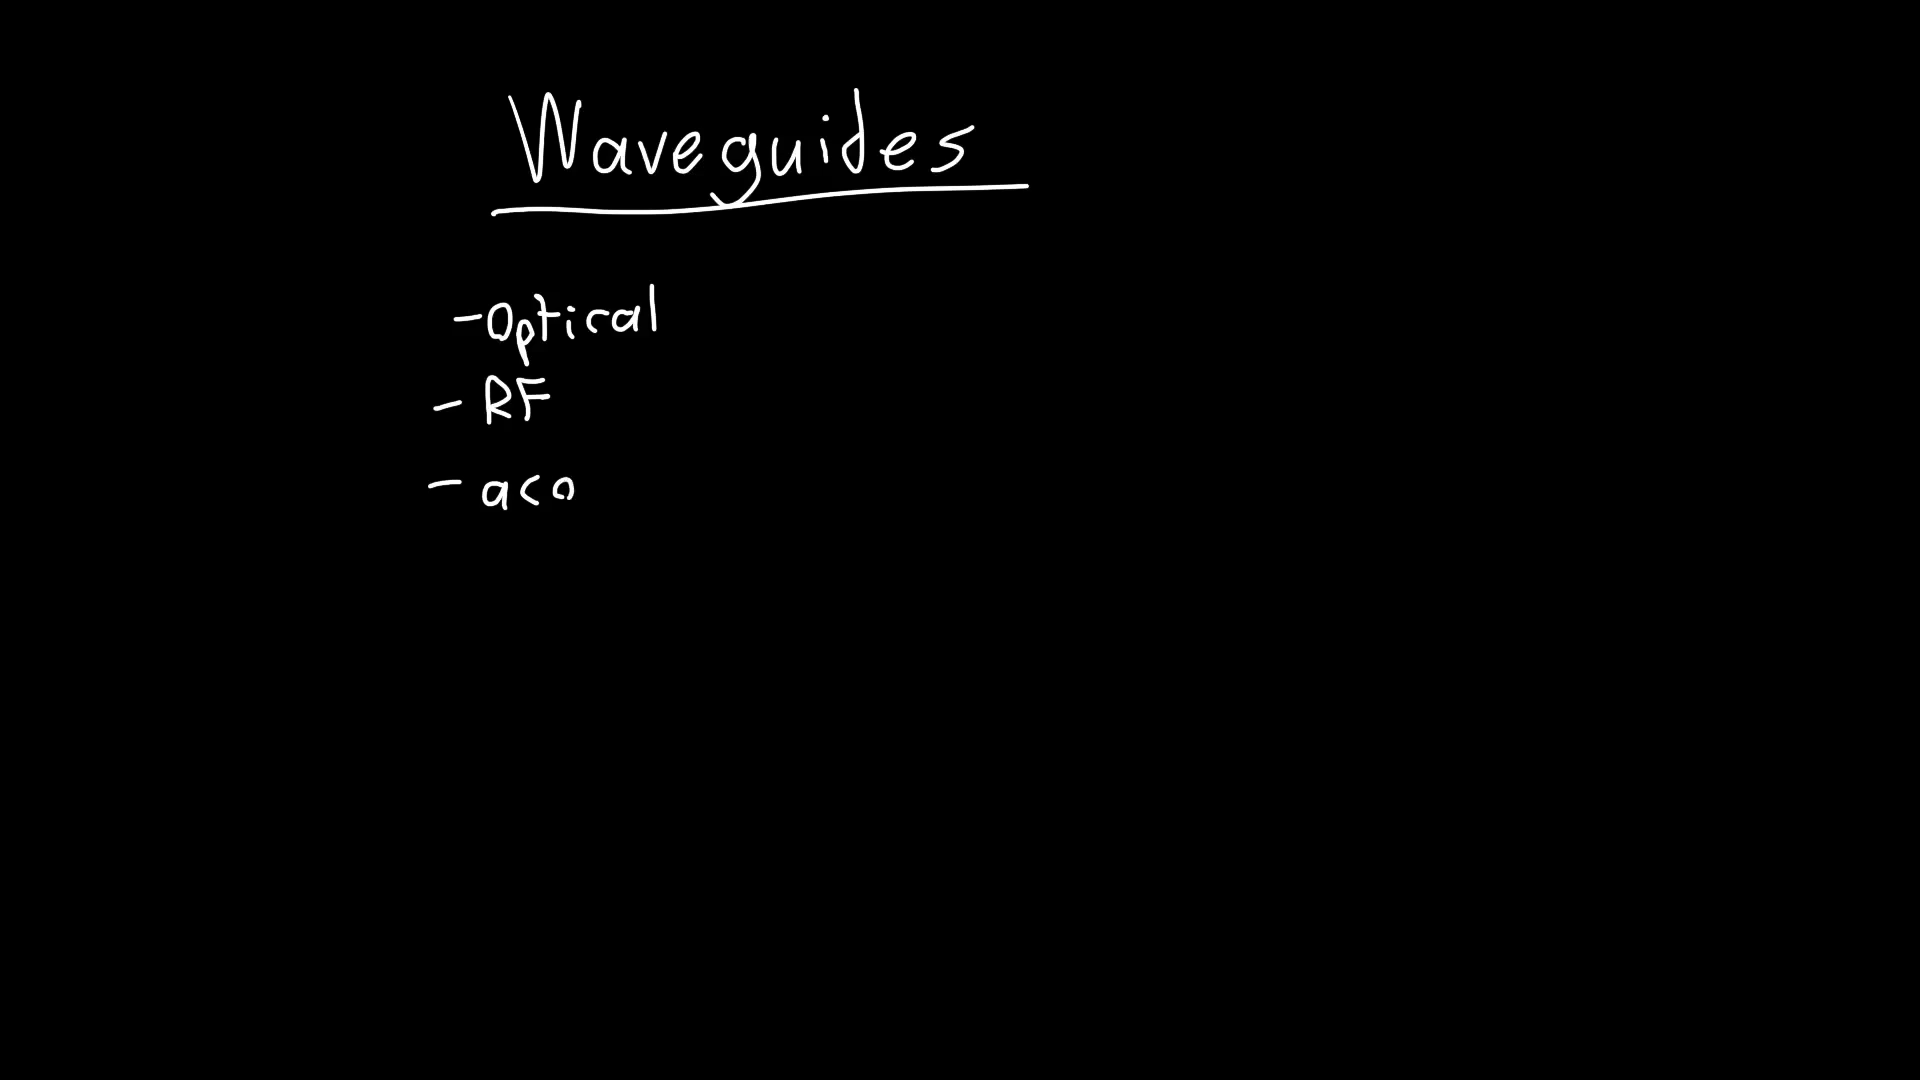 Waveguides
- Optical
- RF
- aco